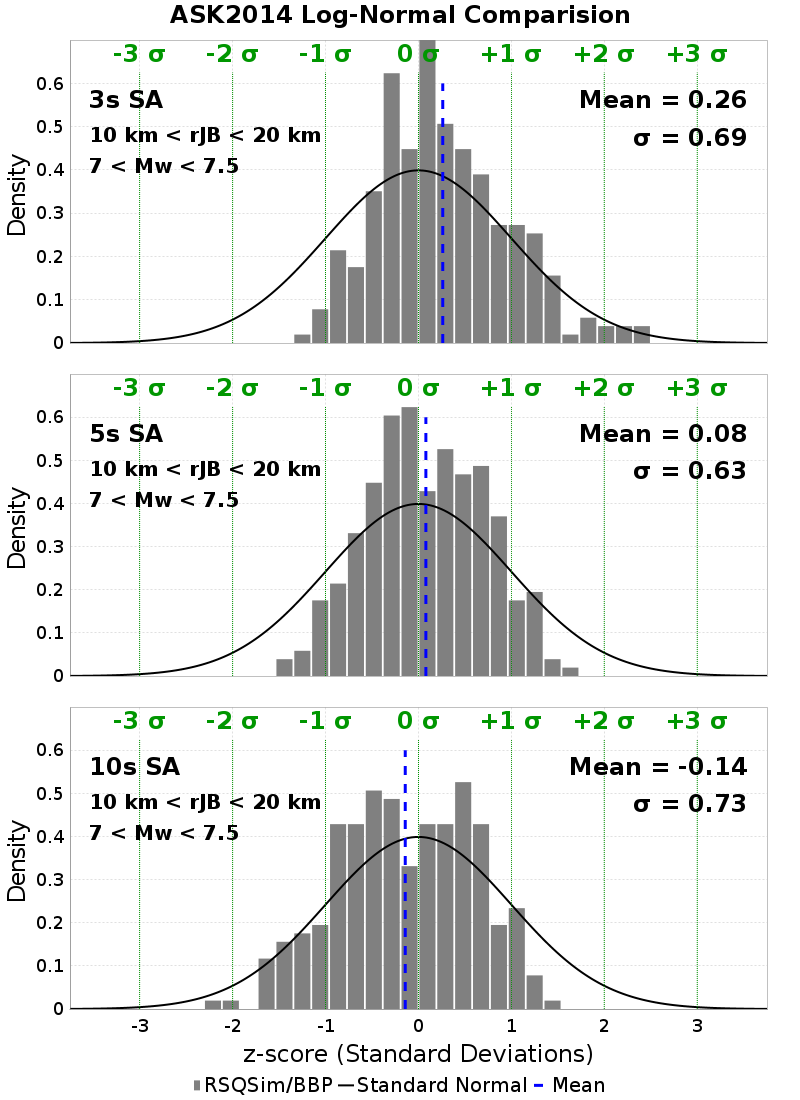 ASK2014 Log-Normal Comparision
-3 σ -2 σ -1 σ 0 σ +1 σ +2 σ +3 σ
0.6
3s SA Mean = 0.26
0.5
10 km < rJB < 20 km σ = 0.69
7 < Mw < 7.5
0.4
0.3
0.2
0.1
0
Density
-3 σ -2 σ -1 σ 0 σ +1 σ +2 σ +3 σ
0.6
5s SA Mean = 0.08
0.5
10 km < rJB < 20 km σ = 0.63
7 < Mw < 7.5
0.4
0.3
0.2
0.1
0
Density
-3 σ -2 σ -1 σ 0 σ +1 σ +2 σ +3 σ
0.6
10s SA Mean = -0.14
0.5
10 km < rJB < 20 km σ = 0.73
7 < Mw < 7.5
0.4
0.3
0.2
0.1
0
Density
-3 -2 -1 0 1 2 3
z-score (Standard Deviations)
RSQSim/BBP Standard Normal Mean